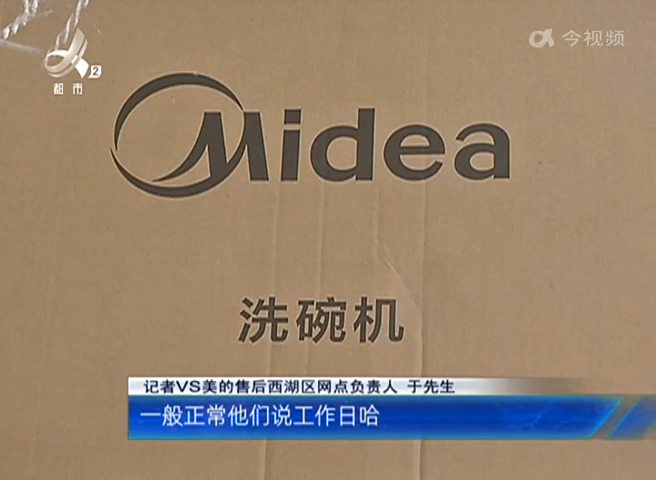 2
都市
今视频
Midea
洗碗机
记者VS美的售后西湖区网点负责人 于先生
一般正常他们说工作日哈